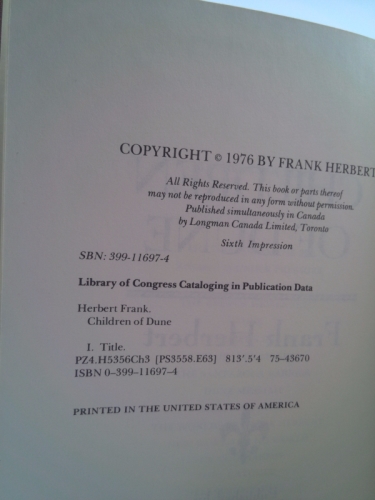 COPYRIGHT © 1976 BY FRANK HERBERT
All Rights Reserved. This book or parts thereof
may not be reproduced in any form without permission.
Published simultaneously in Canada
by Longman Canada Limited, Toronto
Sixth Impression
SBN: 399-11697-4
Library of Congress Cataloging in Publication Data
Herbert Frank.
Children of Dune
I. Title.
PZ4.H5356Ch3 [PS3558.E63] 813'.5'4 75-43670
ISBN 0-399-11697-4
PRINTED IN THE UNITED STATES OF AMERICA